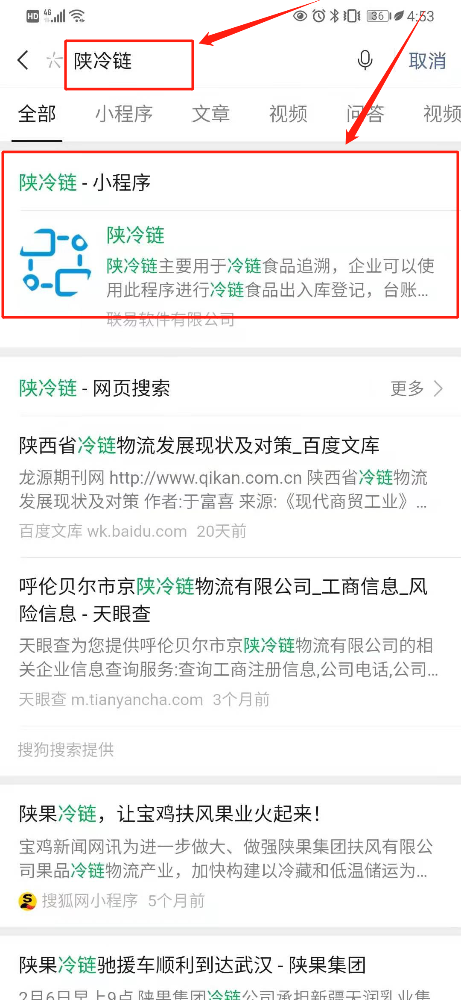 HD 4G 36 4:53
陕冷链 取消
全部 小程序 文章 视频 问答 视频
陕冷链 - 小程序
陕冷链
陕冷链主要用于冷链食品追溯，企业可以使
用此程序进行冷链食品出入库登记，台账...
联易软件有限公司
陕冷链 - 网页搜索 更多
陕西省冷链物流发展现状及对策_百度文库
龙源期刊网 http://www.qikan.com.cn 陕西省冷链物流
发展现状及对策 作者:于富喜 来源:《现代商贸工业》...
百度文库 wk.baidu.com 20天前
呼伦贝尔市京陕冷链物流有限公司_工商信息_风
险信息 - 天眼查
天眼查为您提供呼伦贝尔市京陕冷链物流有限公司的相
关企业信息查询服务:查询工商注册信息,公司电话,公司...
天眼查 m.tianyancha.com 3个月前
搜狗搜索提供
陕果冷链，让宝鸡扶风果业火起来！
宝鸡新闻网讯为进一步做大、做强陕果集团扶风有限公
司果品冷链物流产业，加快构建以冷藏和低温储运为...
搜狐网小程序 5个月前
陕果冷链驰援车顺利到达武汉 - 陕果集团
2月6日早上9点,陕果集团冷链公司承担新疆天润乳业集